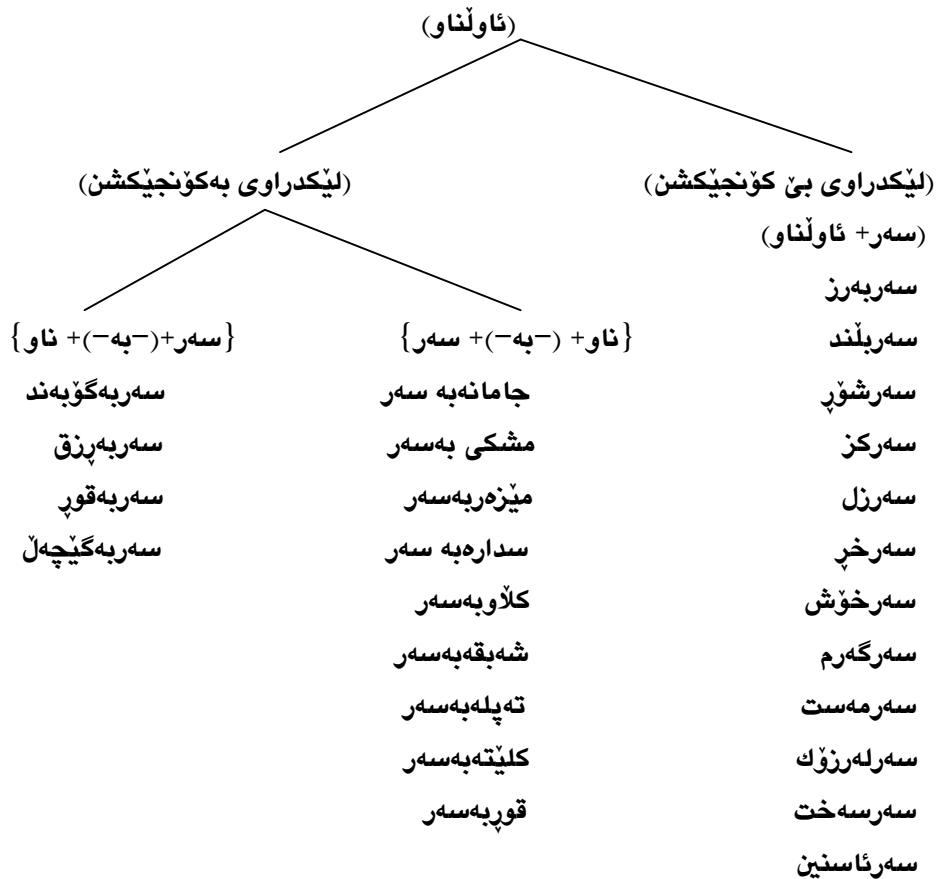 (ئاوڵناو)
(لێکدراوی بێ کۆنجێکشن)
(سەر+ ئاوڵناو)
سەربەرز
سەربڵند
سەرشۆڕ
سەرکز
سەرزل
سەرخڕ
سەرخۆش
سەرگەرم
سەرمەست
سەرلەرزۆك
سەرسەخت
سەرئاسنین
(لێکدراوی بەکۆنجێکشن)
{ناو+ (-بە-)+ سەر}
جامانەبە سەر
مشکی بەسەر
مێزەربەسەر
سدارەبە سەر
کڵاوبەسەر
شەبقەبەسەر
تەپلەبەسەر
کلێتەبەسەر
قوڕبەسەر
{سەر+(-بە-)+ ناو}
سەربەگۆبەند
سەربەڕزق
سەربەقوڕ
سەربەگێچەڵ